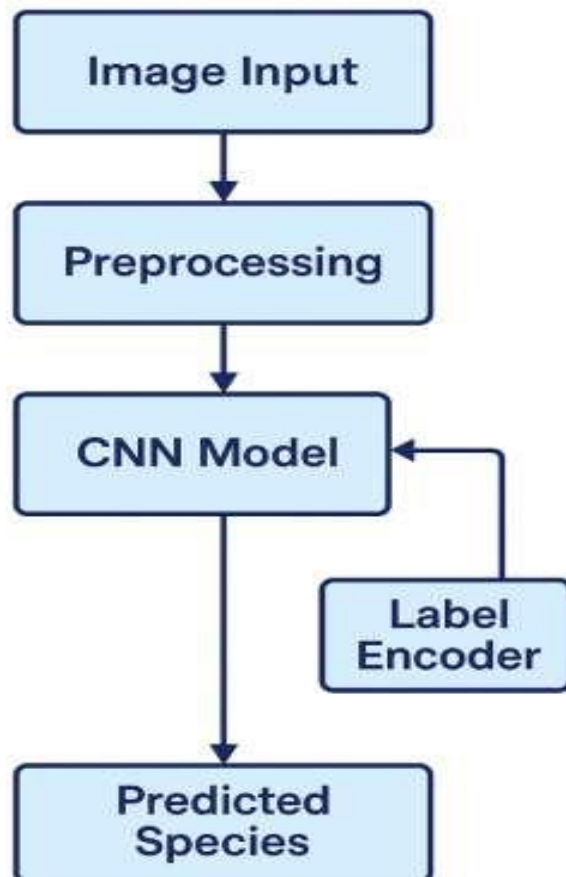 Image Input
Preprocessing
CNN Model
Label
Encoder
Predicted
Species